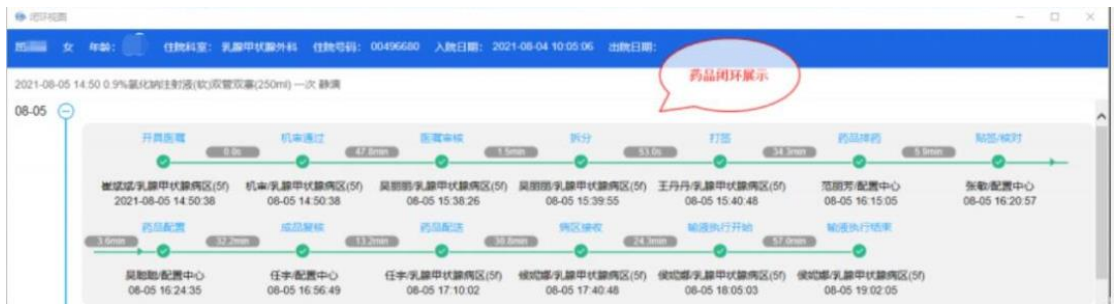 闭环视图
女 年龄: 住院科室: 乳腺甲状腺外科 住院号码: 00496680 入院日期: 2021-08-04 10:05:06 出院日期:
药品闭环展示
2021-08-05 14:50 0.9%氯化钠注射液(软)双管双塞(250ml) 一次 静滴
08-05
开具医嘱 机审通过 医嘱审核 拆分 打签 药品排药 贴签/核对
0.0s 47.8min 1.5min 53.0s 34.3min 5.9min
崔斌斌/乳腺甲状腺病区(5f) 机审/乳腺甲状腺病区(5f) 吴丽丽/乳腺甲状腺病区(5f) 吴丽丽/乳腺甲状腺病区(5f) 王丹丹/乳腺甲状腺病区(5f) 范丽芳/配置中心 张敏/配置中心
2021-08-05 14:50:38 08-05 14:50:38 08-05 15:38:26 08-05 15:39:55 08-05 15:40:48 08-05 16:15:05 08-05 16:20:57
药品配置 成品复核 药品配送 病区接收 输液执行开始 输液执行结束
3.6min 32.2min 13.2min 30.8min 24.3min 57.0min
吴聪聪/配置中心 任宇/配置中心 任宇/乳腺甲状腺病区(5f) 侯妮娜/乳腺甲状腺病区(5f) 侯妮娜/乳腺甲状腺病区(5f) 侯妮娜/乳腺甲状腺病区(5f)
08-05 16:24:35 08-05 16:56:49 08-05 17:10:02 08-05 17:40:48 08-05 18:05:03 08-05 19:02:05